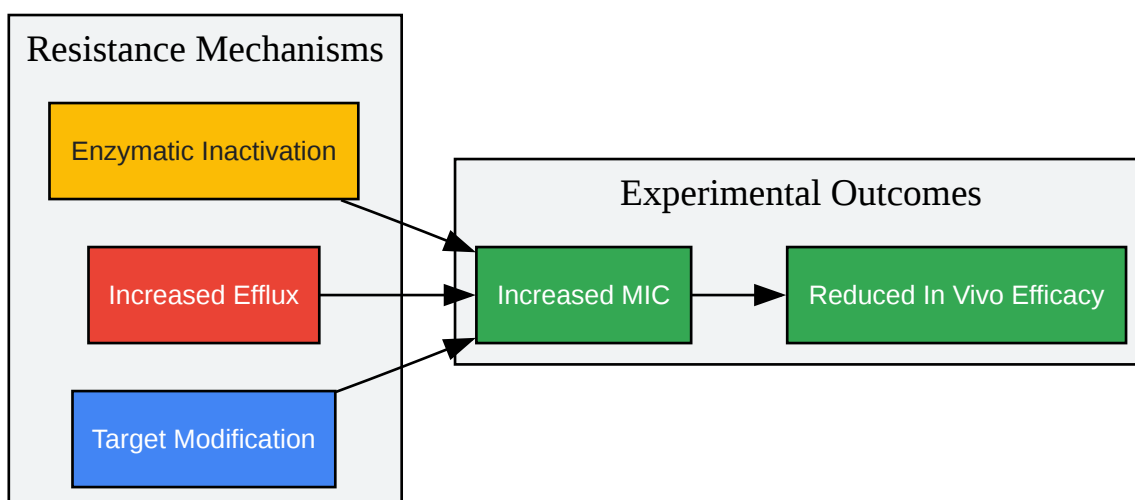 Resistance Mechanisms
Enzymatic Inactivation
Increased Efflux
Target Modification
Experimental Outcomes
Increased MIC
Reduced In Vivo Efficacy